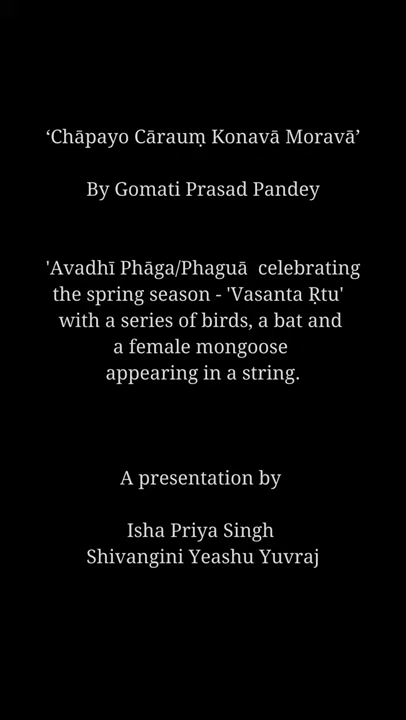 ‘Chāpayo Cārauṃ Konavā Moravā’
By Gomati Prasad Pandey
'Avadhī Phāga/Phaguā celebrating
the spring season - 'Vasanta Ṛtu'
with a series of birds, a bat and
a female mongoose
appearing in a string.
A presentation by
Isha Priya Singh
Shivangini Yeashu Yuvraj